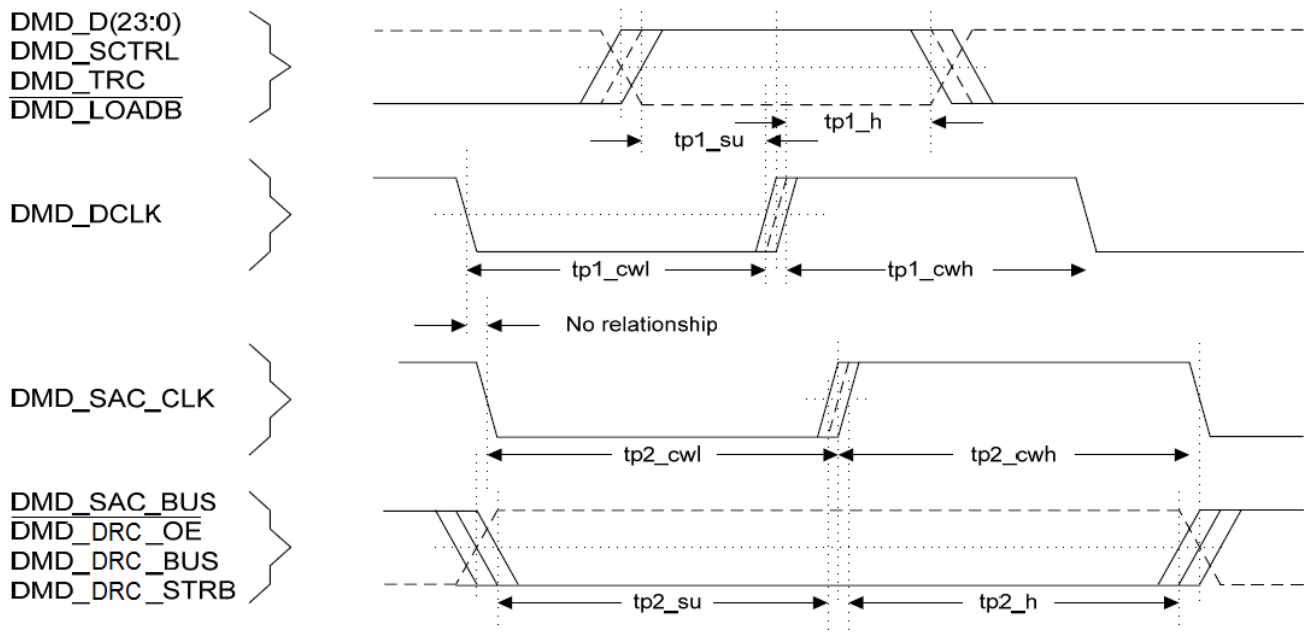 DMD_D(23:0)
DMD_SCTRL
DMD_TRC
DMD_LOADB
tp1_h
tp1_su
DMD_DCLK
tp1_cwl
tp1_cwh
No relationship
DMD_SAC_CLK
tp2_cwl
tp2_cwh
DMD_SAC_BUS
DMD_DRC_OE
DMD_DRC_BUS
DMD_DRC_STRB
tp2_su
tp2_h